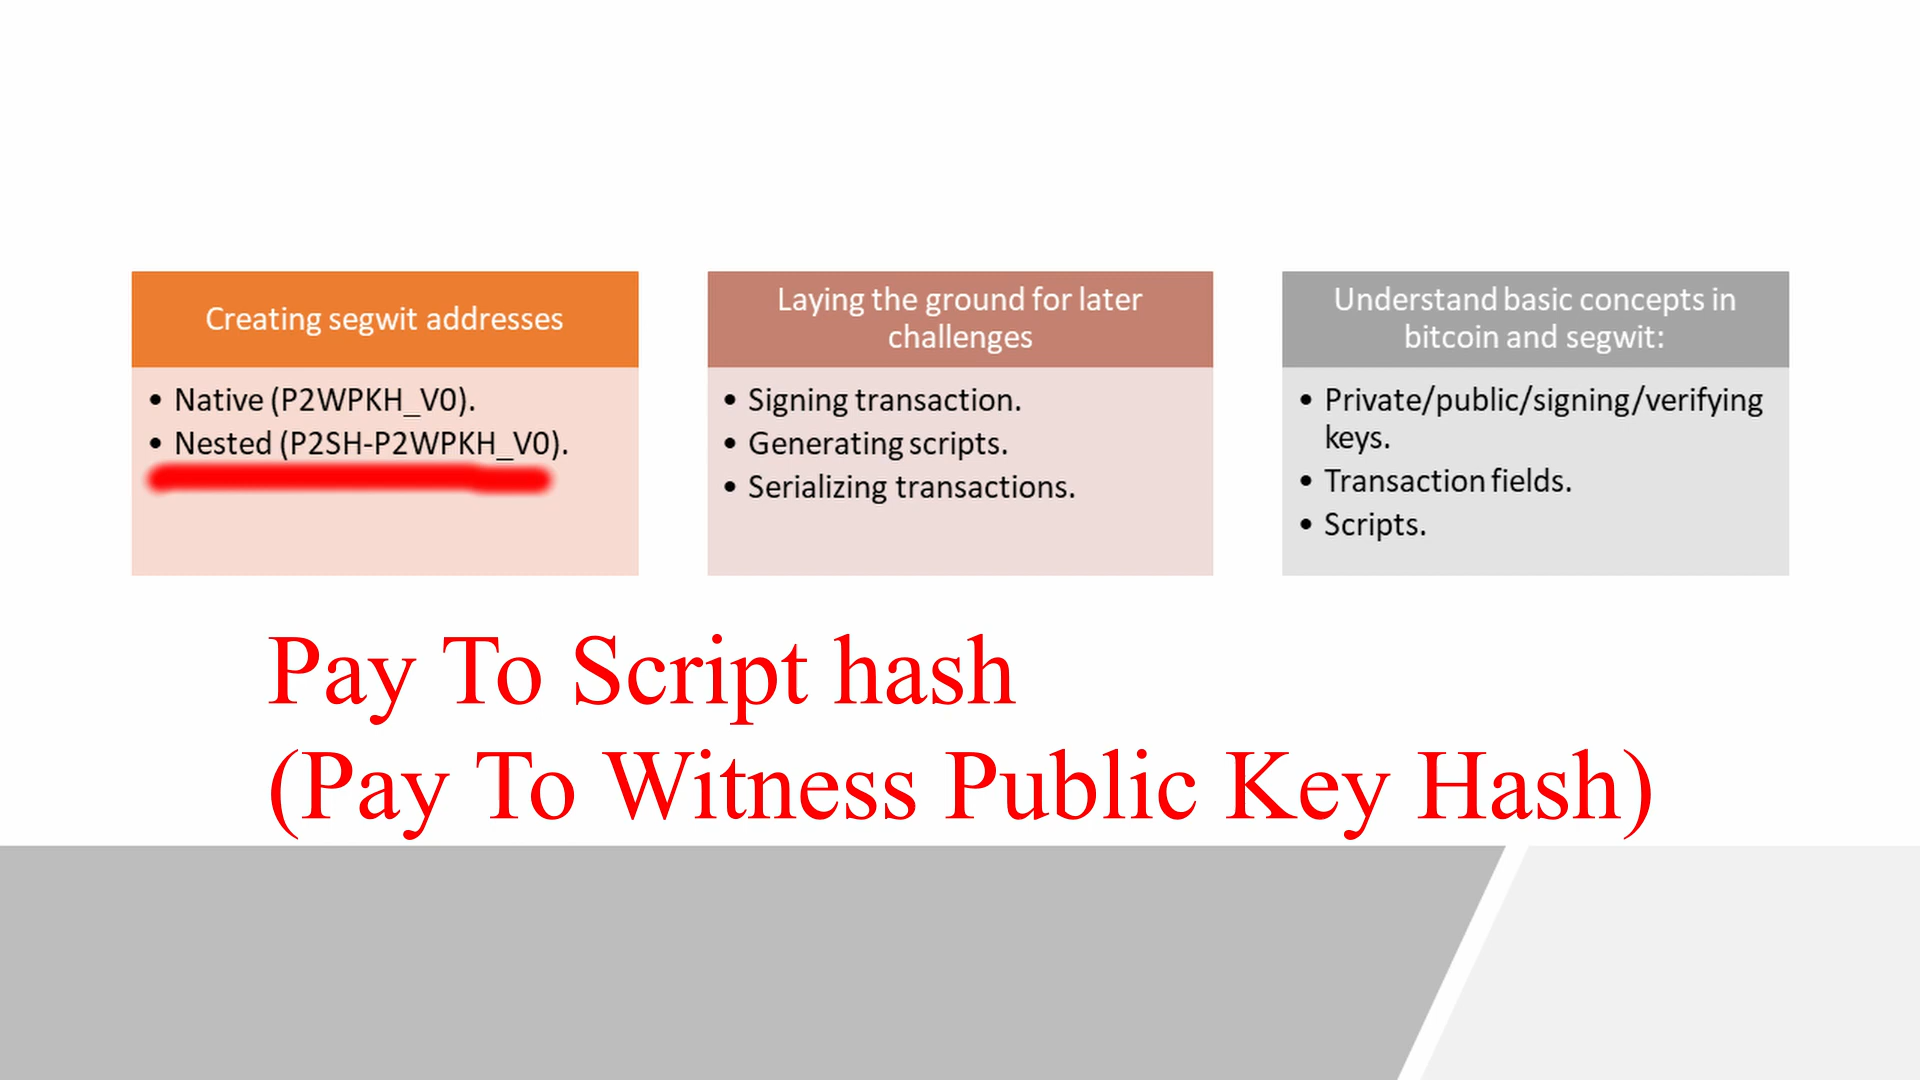 Creating segwit addresses
• Native (P2WPKH_V0).
• Nested (P2SH-P2WPKH_V0).
Laying the ground for later
challenges
• Signing transaction.
• Generating scripts.
• Serializing transactions.
Understand basic concepts in
bitcoin and segwit:
• Private/public/signing/verifying
keys.
• Transaction fields.
• Scripts.
Pay To Script hash
(Pay To Witness Public Key Hash)